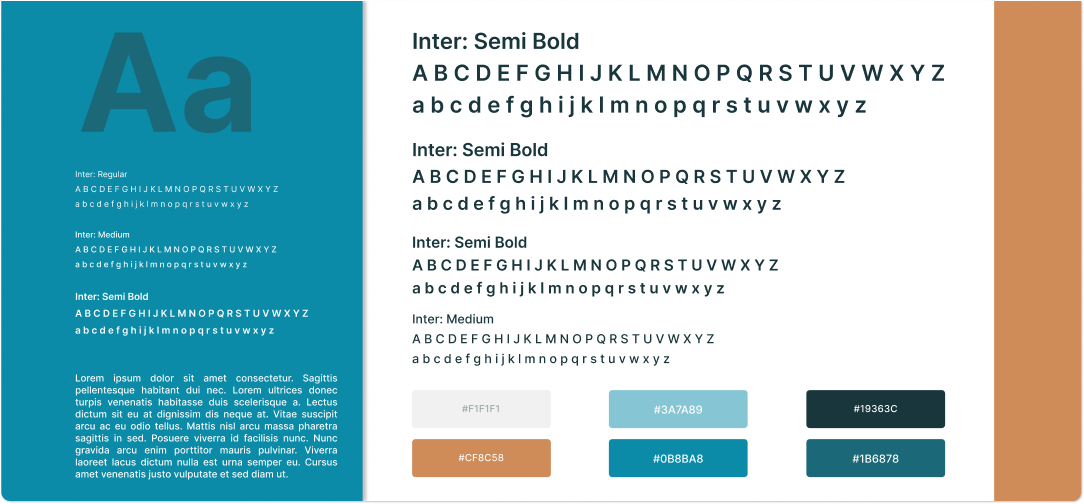 Aa
Inter: Regular
A B C D E F G H I J K L M N O P Q R S T U V W X Y Z
a b c d e f g h i j k l m n o p q r s t u v w x y z
Inter: Medium
A B C D E F G H I J K L M N O P Q R S T U V W X Y Z
a b c d e f g h i j k l m n o p q r s t u v w x y z
Inter: Semi Bold
A B C D E F G H I J K L M N O P Q R S T U V W X Y Z
a b c d e f g h i j k l m n o p q r s t u v w x y z
Lorem ipsum dolor sit amet consectetur. Sagittis
pellentesque habitant dui nec. Lorem ultrices donec
turpis venenatis habitasse duis scelerisque a. Lectus
dictum sit eu at dignissim dis neque at. Vitae suscipit
arcu ac eu odio tellus. Mattis nisl arcu massa pharetra
sagittis in sed. Posuere viverra id facilisis nunc. Nunc
gravida arcu enim porttitor mauris pulvinar. Viverra
laoreet lacus dictum nulla est urna semper eu. Cursus
amet venenatis justo vulputate et sed diam ut.
Inter: Semi Bold
A B C D E F G H I J K L M N O P Q R S T U V W X Y Z
a b c d e f g h i j k l m n o p q r s t u v w x y z
Inter: Semi Bold
A B C D E F G H I J K L M N O P Q R S T U V W X Y Z
a b c d e f g h i j k l m n o p q r s t u v w x y z
Inter: Semi Bold
A B C D E F G H I J K L M N O P Q R S T U V W X Y Z
a b c d e f g h i j k l m n o p q r s t u v w x y z
Inter: Medium
A B C D E F G H I J K L M N O P Q R S T U V W X Y Z
a b c d e f g h i j k l m n o p q r s t u v w x y z
#F1F1F1
#3A7A89
#19363C
#CF8C58
#0B8BA8
#1B6878